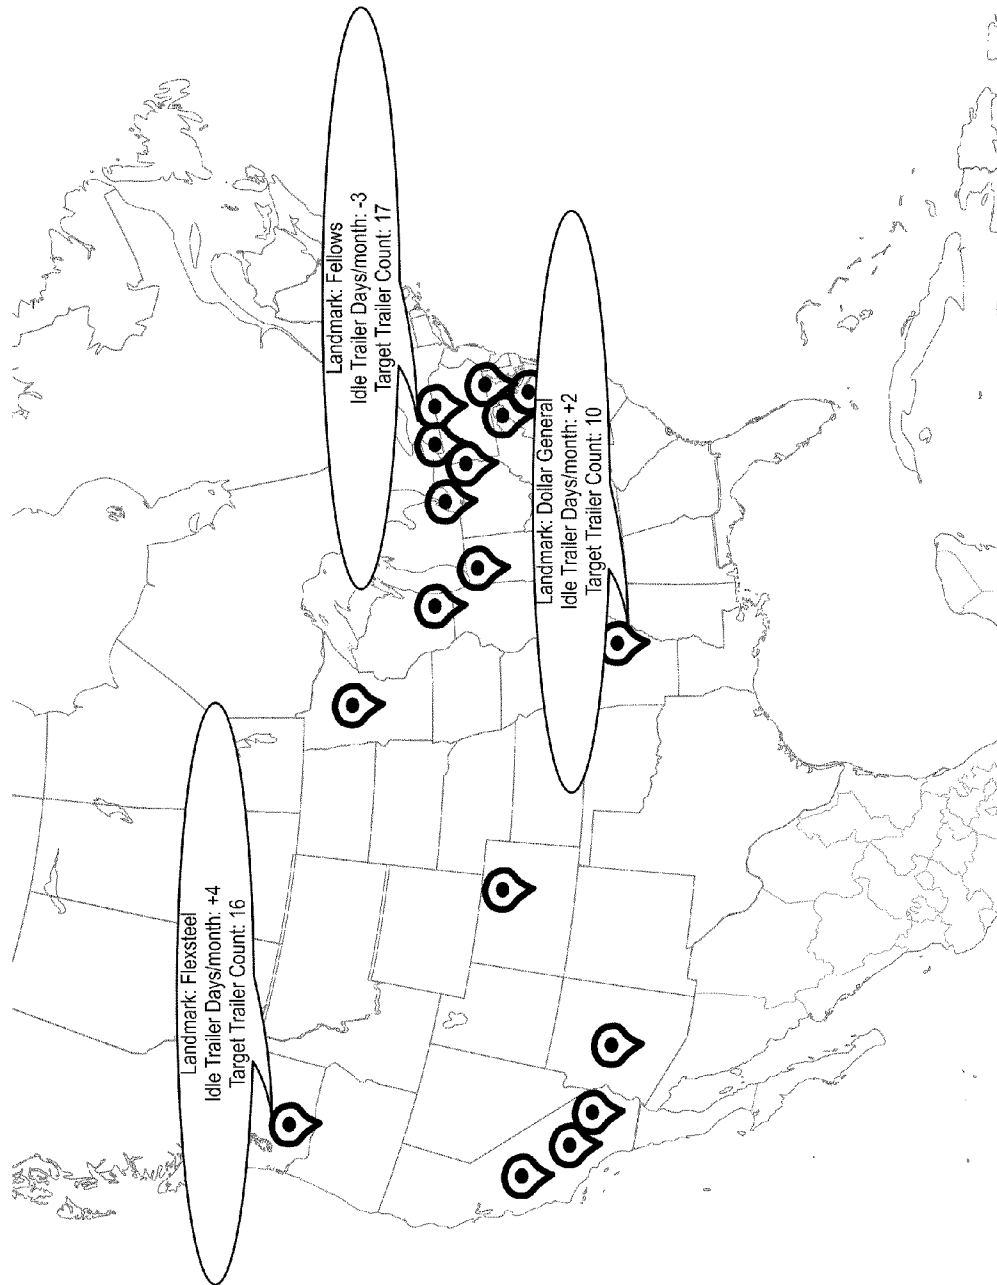 Landmark: Flexsteel
Idle Trailer Days/month: +4
Target Trailer Count: 16
Landmark: Fellows
Idle Trailer Days/month: -3
Target Trailer Count: 17
Landmark: Dollar General
Idle Trailer Days/month: +2
Target Trailer Count: 10